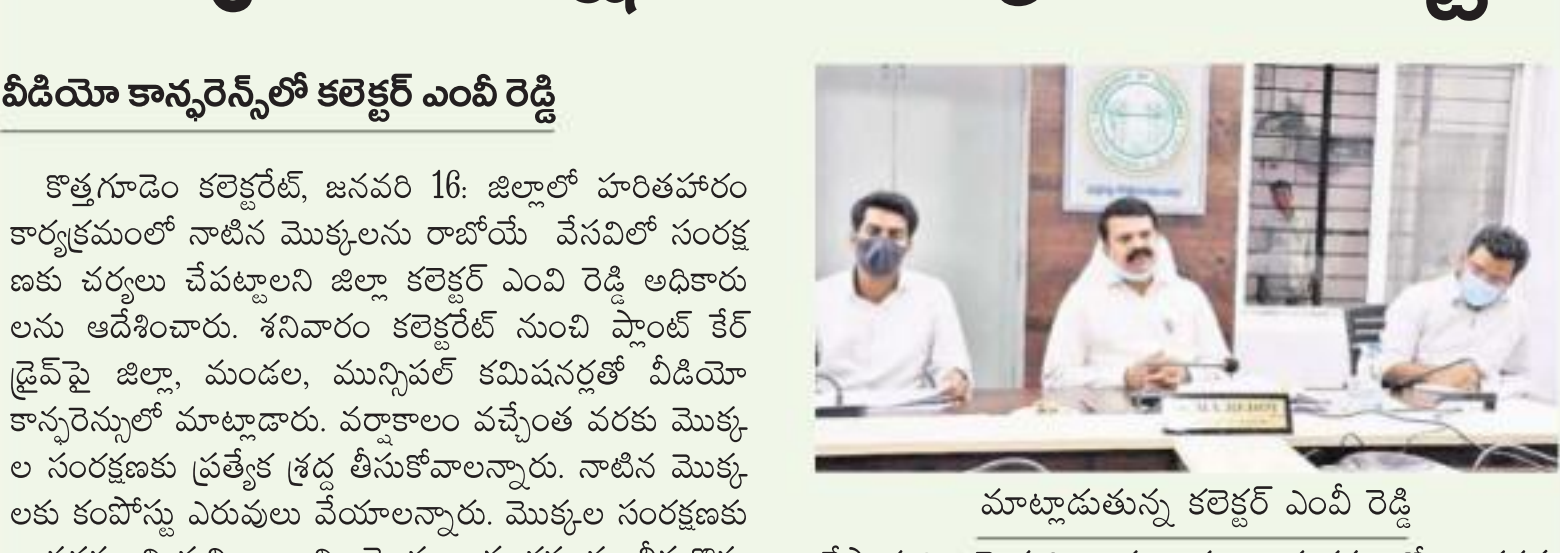 వీడియో కాన్ఫరెన్స్‌లో కలెక్టర్ ఎంవీ రెడ్డి
కొత్తగూడెం కలెక్టరేట్, జనవరి 16: జిల్లాలో హరితహారం
కార్యక్రమంలో నాటిన మొక్కలను రాబోయే వేసవిలో సంరక్ష
ణకు చర్యలు చేపట్టాలని జిల్లా కలెక్టర్ ఎంవి రెడ్డి అధికారు
లను ఆదేశించారు. శనివారం కలెక్టరేట్ నుంచి ప్లాంట్ కేర్
డ్రైవ్‌పై జిల్లా, మండల, మున్సిపల్ కమిషనర్లతో వీడియో
కాన్ఫరెన్సులో మాట్లాడారు. వర్షాకాలం వచ్చేంత వరకు మొక్క
ల సంరక్షణకు ప్రత్యేక శ్రద్ద తీసుకోవాలన్నారు. నాటిన మొక్క
లకు కంపోస్టు ఎరువులు వేయాలన్నారు. మొక్కల సంరక్షణకు
మాట్లాడుతున్న కలెక్టర్ ఎంవీ రెడ్డి